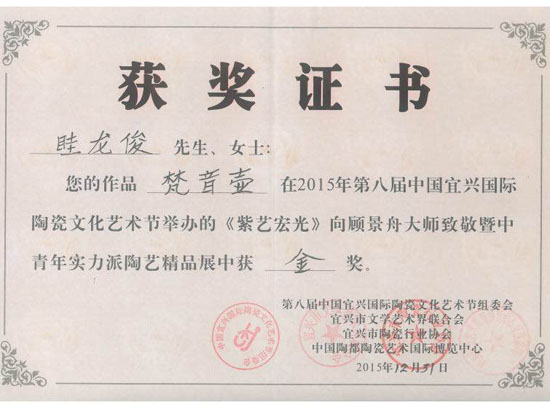 获奖证书
眭龙俊 先生、女士:
您的作品 梵音壶 在2015年第八届中国宜兴国际
陶瓷文化艺术节举办的《紫艺宏光》向顾景舟大师致敬暨中
青年实力派陶艺精品展中获 金 奖。
第八届中国宜兴国际陶瓷文化艺术节组委会
宜兴市文学艺术界联合会
宜兴市陶瓷行业协会
中国陶都陶瓷艺术国际博览中心
2015年12月31日